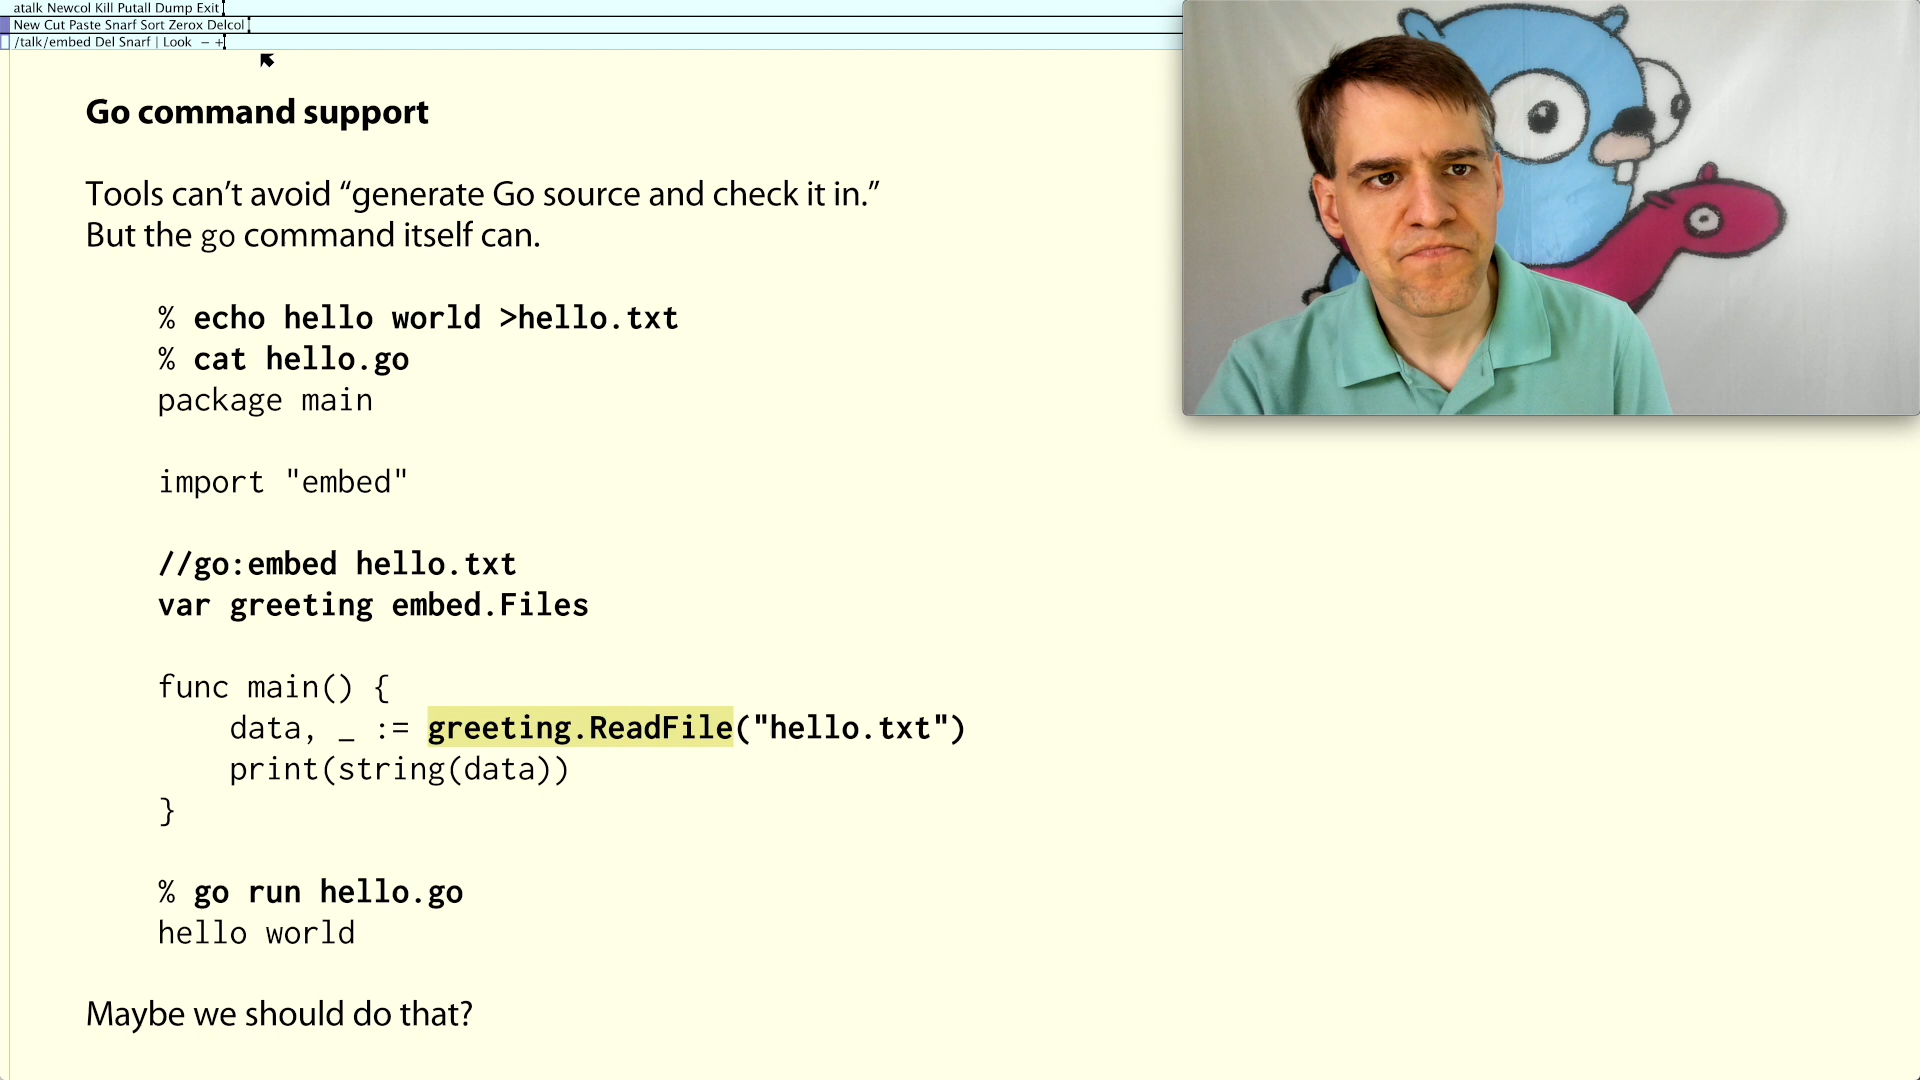 atalk Newcol Kill Putall Dump Exit
New Cut Paste Snarf Sort Zerox Delcol
/talk/embed Del Snarf | Look − +
Go command support
Tools can’t avoid “generate Go source and check it in.”
But the go command itself can.
% echo hello world >hello.txt
% cat hello.go
package main
import "embed"
//go:embed hello.txt
var greeting embed.Files
func main() {
data, _ := greeting.ReadFile("hello.txt")
print(string(data))
}
% go run hello.go
hello world
Maybe we should do that?